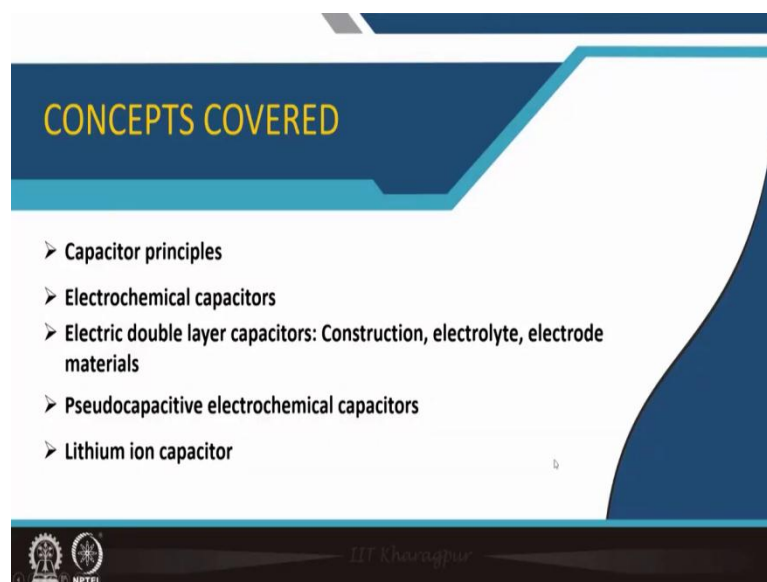 CONCEPTS COVERED
➢ Capacitor principles
➢ Electrochemical capacitors
➢ Electric double layer capacitors: Construction, electrolyte, electrode
materials
➢ Pseudocapacitive electrochemical capacitors
➢ Lithium ion capacitor
IIT Kharagpur
NPTEL